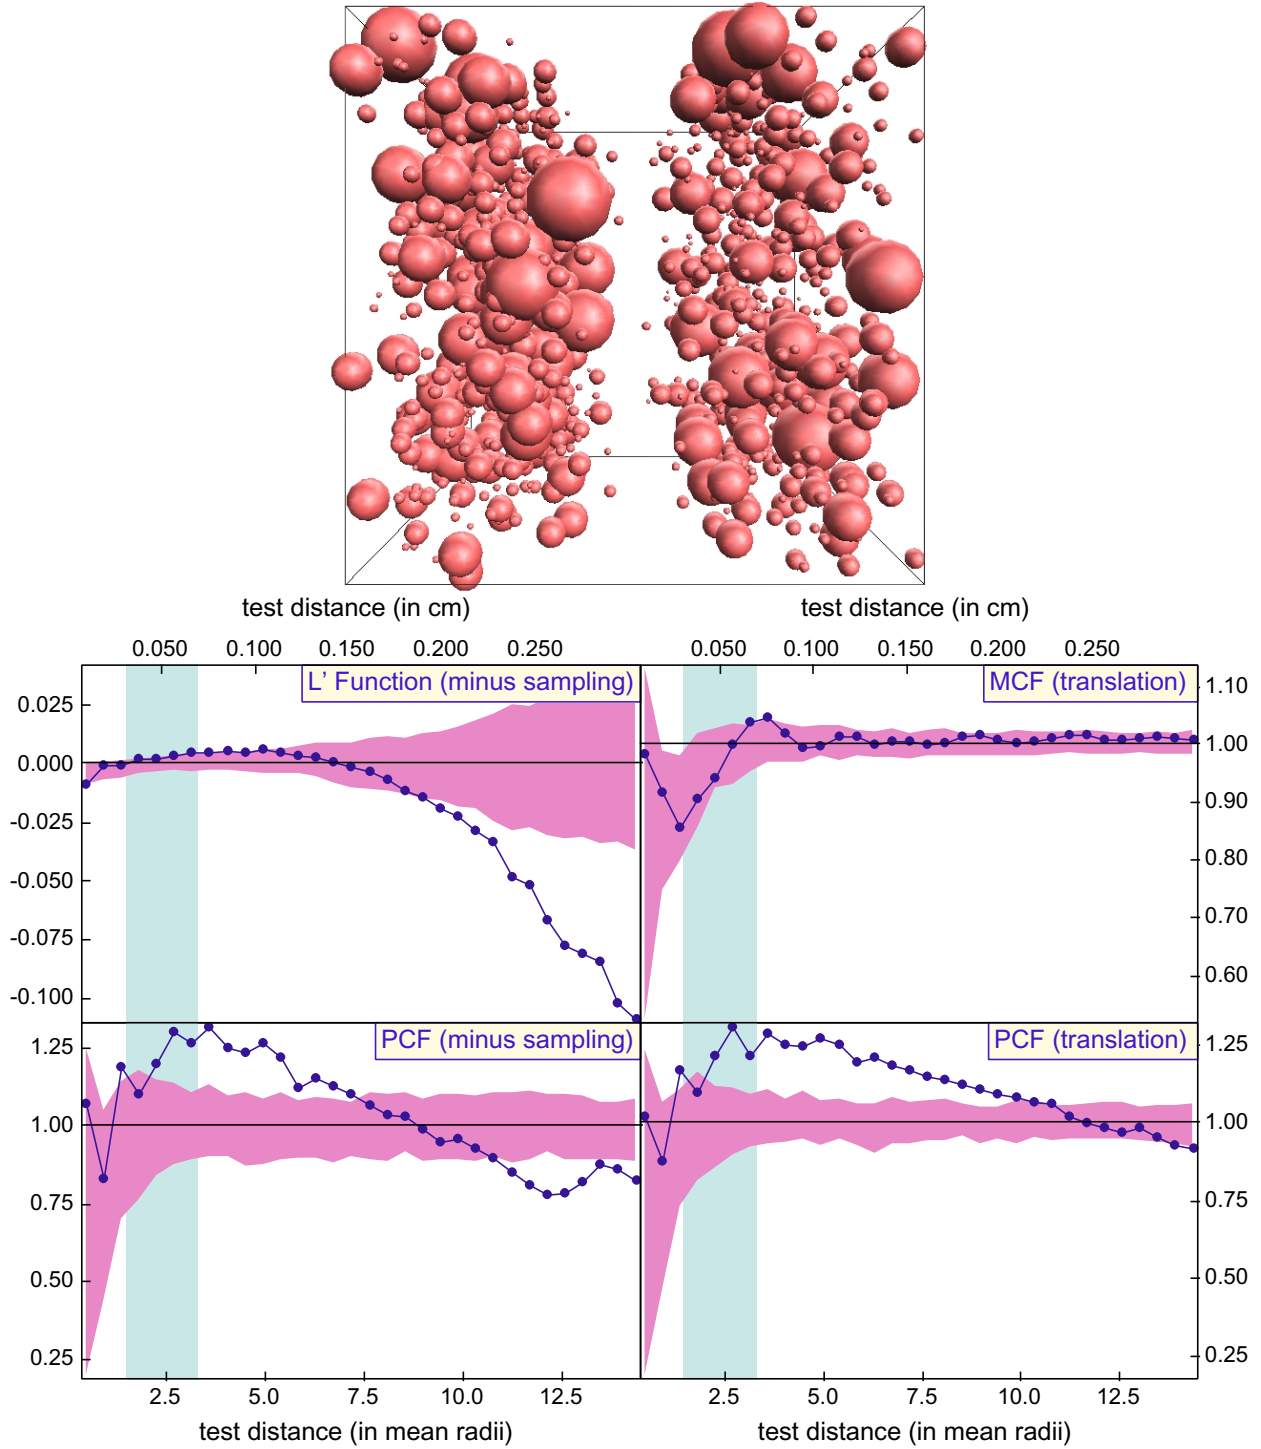 test distance (in cm) test distance (in cm)
0.050 0.100 0.150 0.200 0.250 0.050 0.100 0.150 0.200 0.250
L' Function (minus sampling)
0.025
0.000
-0.025
-0.050
-0.075
-0.100
MCF (translation)
1.10
1.00
0.90
0.80
0.70
0.60
PCF (minus sampling)
1.25
1.00
0.75
0.50
0.25
PCF (translation)
1.25
1.00
0.75
0.50
0.25
2.5 5.0 7.5 10.0 12.5 2.5 5.0 7.5 10.0 12.5
test distance (in mean radii) test distance (in mean radii)